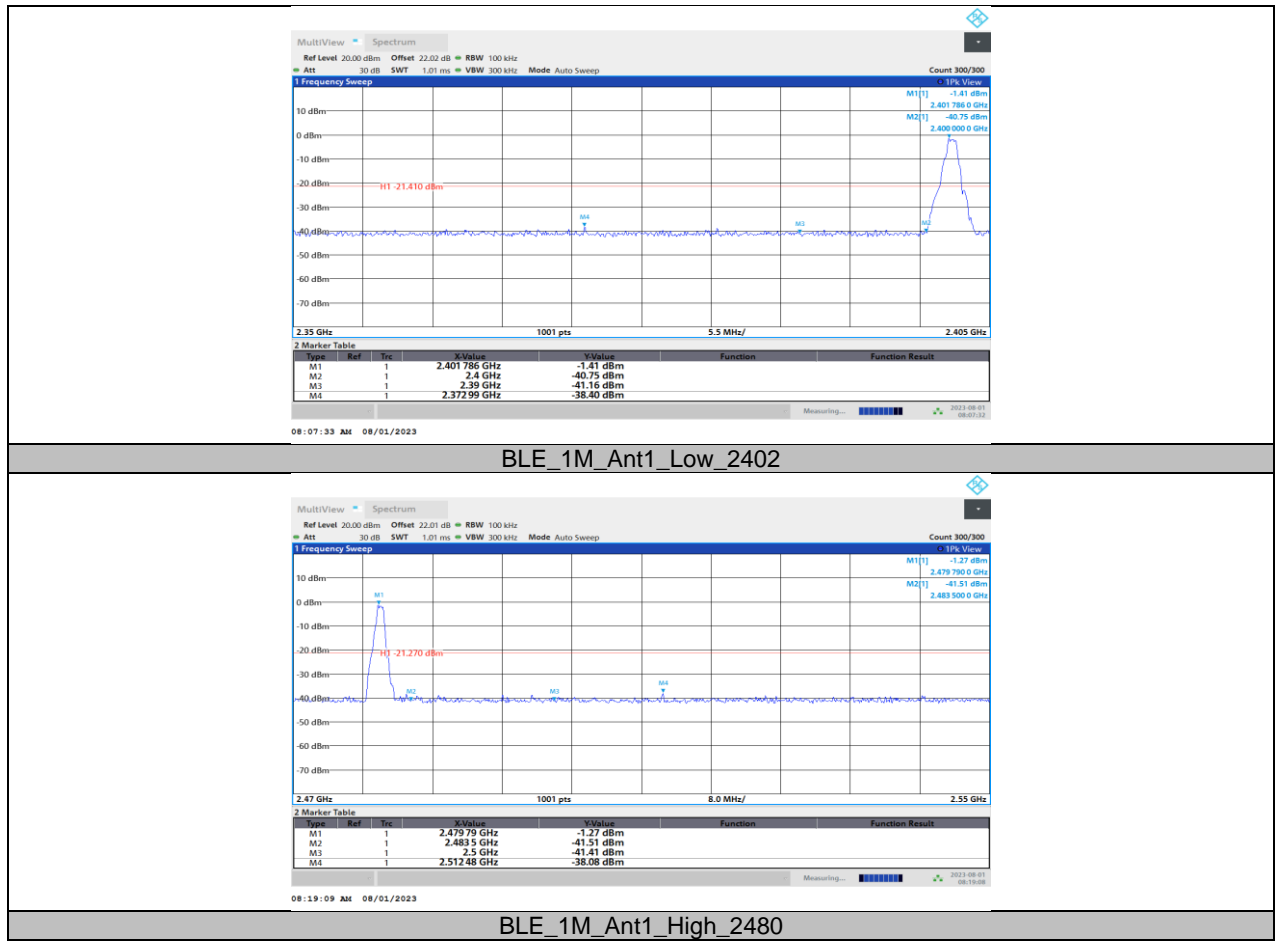 MultiView Spectrum
Ref Level 20.00 dBm Offset 22.02 dB RBW 100 kHz
Att 30 dB SWT 1.01 ms VBW 300 kHz Mode Auto Sweep Count 300/300
1 Frequency Sweep 1Pk View
M1[1] -1.41 dBm
2.401 786 0 GHz
10 dBm
M2[1] -40.75 dBm
2.400 000 0 GHz
0 dBm
-10 dBm
-20 dBm
H1 -21.410 dBm
-30 dBm
M4
M3
M2
-40 dBm
-50 dBm
-60 dBm
-70 dBm
2.35 GHz 1001 pts 5.5 MHz/ 2.405 GHz
2 Marker Table
Type Ref Trc X-Value Y-Value Function Function Result
M1 1 2.401 786 GHz -1.41 dBm
M2 1 2.4 GHz -40.75 dBm
M3 1 2.39 GHz -41.16 dBm
M4 1 2.372 99 GHz -38.40 dBm
Measuring... 2023-08-01
08:07:32
08:07:33 AM 08/01/2023
BLE_1M_Ant1_Low_2402
MultiView Spectrum
Ref Level 20.00 dBm Offset 22.01 dB RBW 100 kHz
Att 30 dB SWT 1.01 ms VBW 300 kHz Mode Auto Sweep Count 300/300
1 Frequency Sweep 1Pk View
M1[1] -1.27 dBm
2.479 790 0 GHz
10 dBm
M2[1] -41.51 dBm
2.483 500 0 GHz
M1
0 dBm
-10 dBm
-20 dBm
H1 -21.270 dBm
-30 dBm
M4
M2
M3
-40 dBm
-50 dBm
-60 dBm
-70 dBm
2.47 GHz 1001 pts 8.0 MHz/ 2.55 GHz
2 Marker Table
Type Ref Trc X-Value Y-Value Function Function Result
M1 1 2.479 79 GHz -1.27 dBm
M2 1 2.483 5 GHz -41.51 dBm
M3 1 2.5 GHz -41.41 dBm
M4 1 2.512 48 GHz -38.08 dBm
Measuring... 2023-08-01
08:19:08
08:19:09 AM 08/01/2023
BLE_1M_Ant1_High_2480